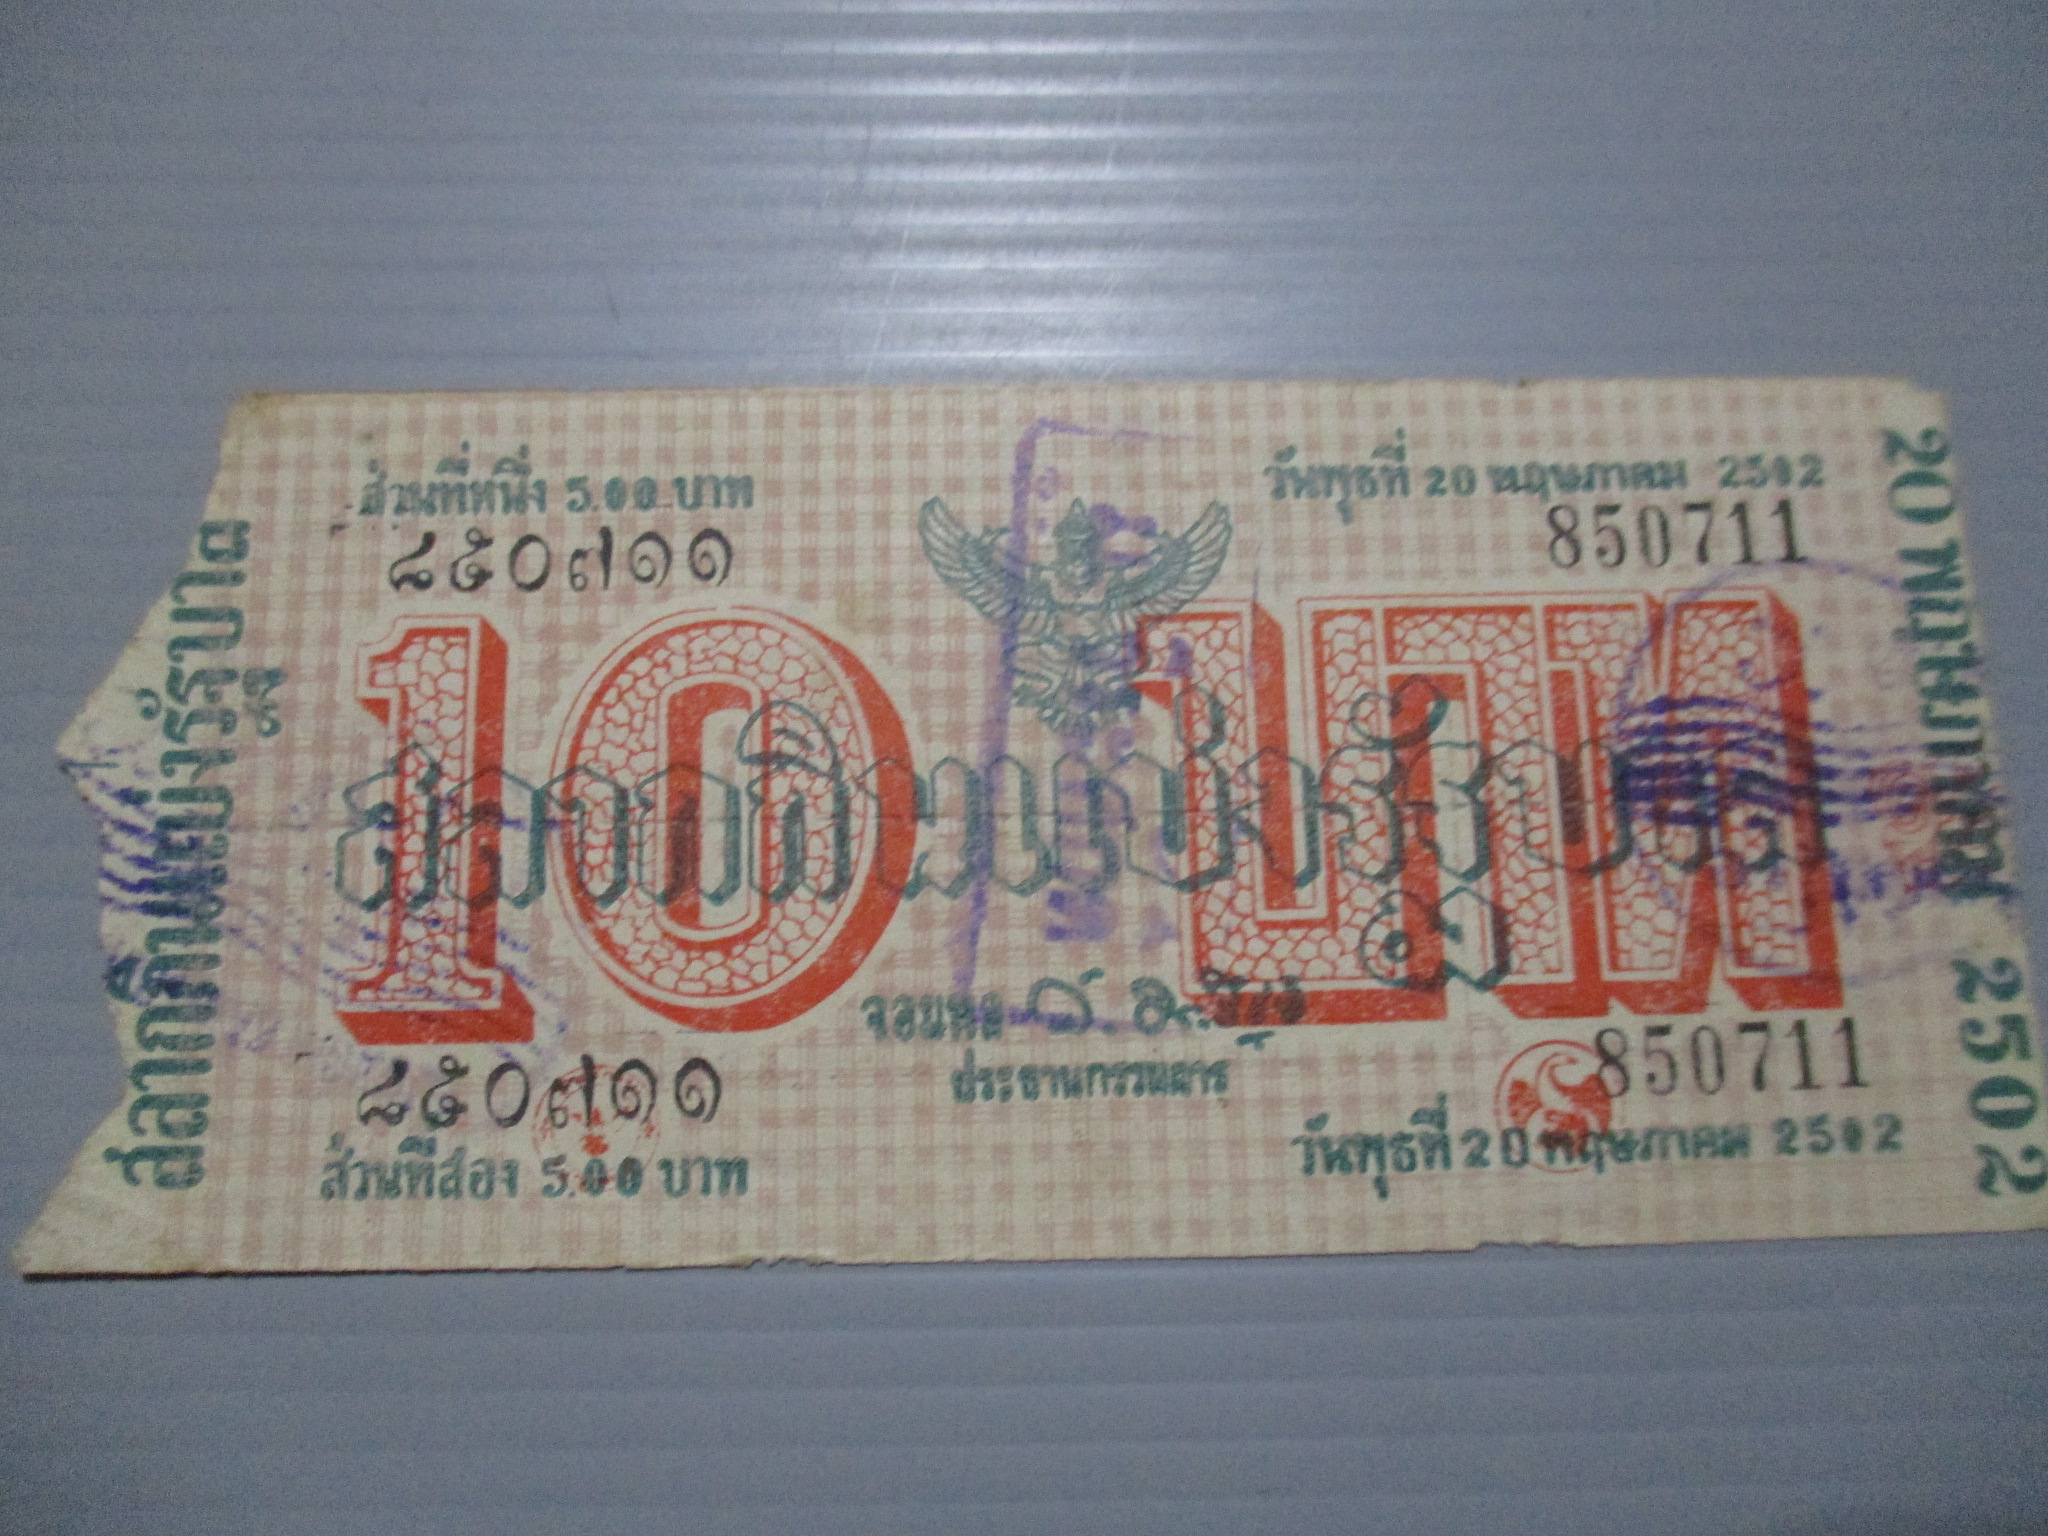 ส่วนที่หนึ่ง 5.00 บาท
วันพุธที่ 20 พฤษภาคม 2502
๘๕๐๗๑๑
850711
10 บาท
สลากกินแบ่งรัฐบาล
สลากกินแบ่งรัฐบาล
20 พฤษภาคม 2502
จอมพล
ประธานกรรมการ
๘๕๐๗๑๑
850711
ส่วนที่สอง 5.00 บาท
วันพุธที่ 20 พฤษภาคม 2502